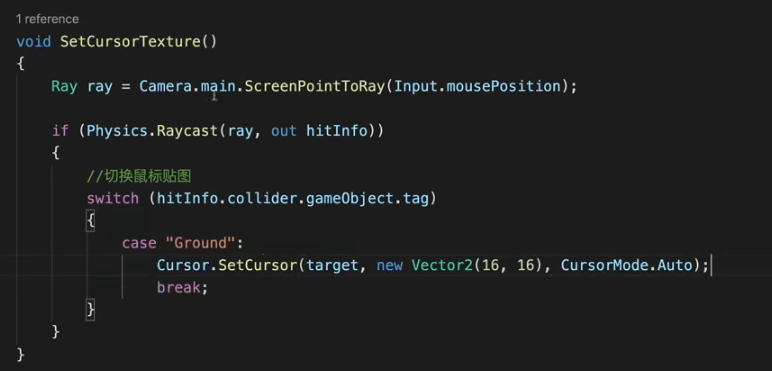 1 reference
void SetCursorTexture()
{
Ray ray = Camera.main.ScreenPointToRay(Input.mousePosition);
if (Physics.Raycast(ray, out hitInfo))
{
//切换鼠标贴图
switch (hitInfo.collider.gameObject.tag)
{
case "Ground":
Cursor.SetCursor(target, new Vector2(16, 16), CursorMode.Auto);
break;
}
}
}